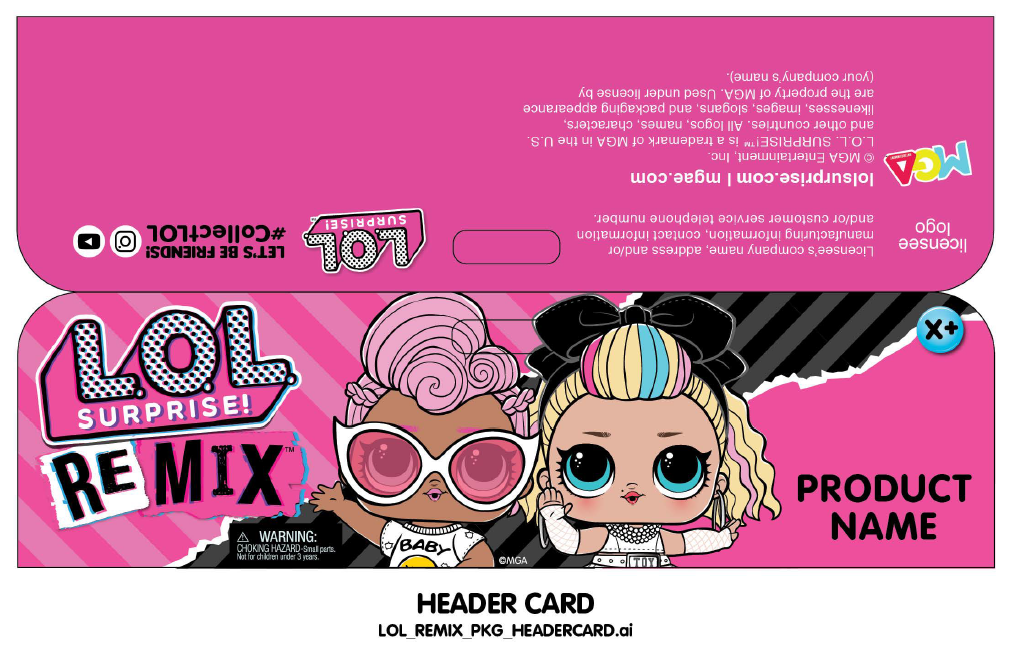 (your company's name).
are the property of MGA. Used under license by
likenesses, images, slogans, and packaging appearance
and other countries. All logos, names, characters,
L.O.L. SURPRISE!™ is a trademark of MGA in the U.S.
© MGA Entertainment, Inc.
lolsurprise.com | mgae.com
MGA
LET'S BE FRIENDS!
#CollectLOL
L.O.L.
SURPRISE!
Licensee's company name, address and/or
manufacturing information, contact information
and/or customer service telephone number.
licensee
logo
L.O.L.
SURPRISE!
REMIX™
X+
BABY
TOY
PRODUCT
NAME
WARNING:
CHOKING HAZARD-Small parts.
Not for children under 3 years.
©MGA
HEADER CARD
LOL_REMIX_PKG_HEADERCARD.ai